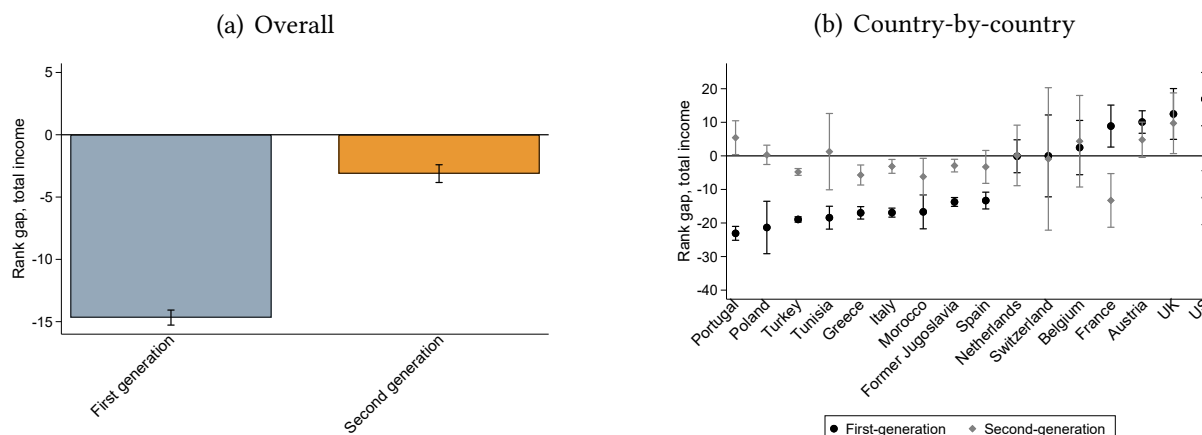 (a) Overall
5
0
-5
-10
-15
Rank gap, total income
First generation
Second generation
(b) Country-by-country
20
10
0
-10
-20
-30
-40
Rank gap, total income
Portugal
Poland
Turkey
Tunisia
Greece
Italy
Morocco
Former Jugoslavia
Spain
Netherlands
Switzerland
Belgium
France
Austria
UK
US
First-generation Second-generation